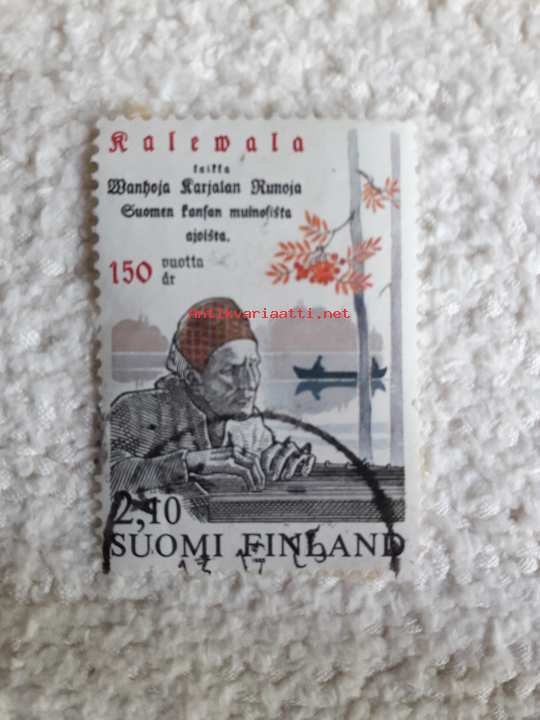 Kalewala
taikka
Wanhoja Karjalan Runoja
Suomen kansan muinosista
ajoista.
150 vuotta
år
antikvariaatti.net
2,10
SUOMI FINLAND